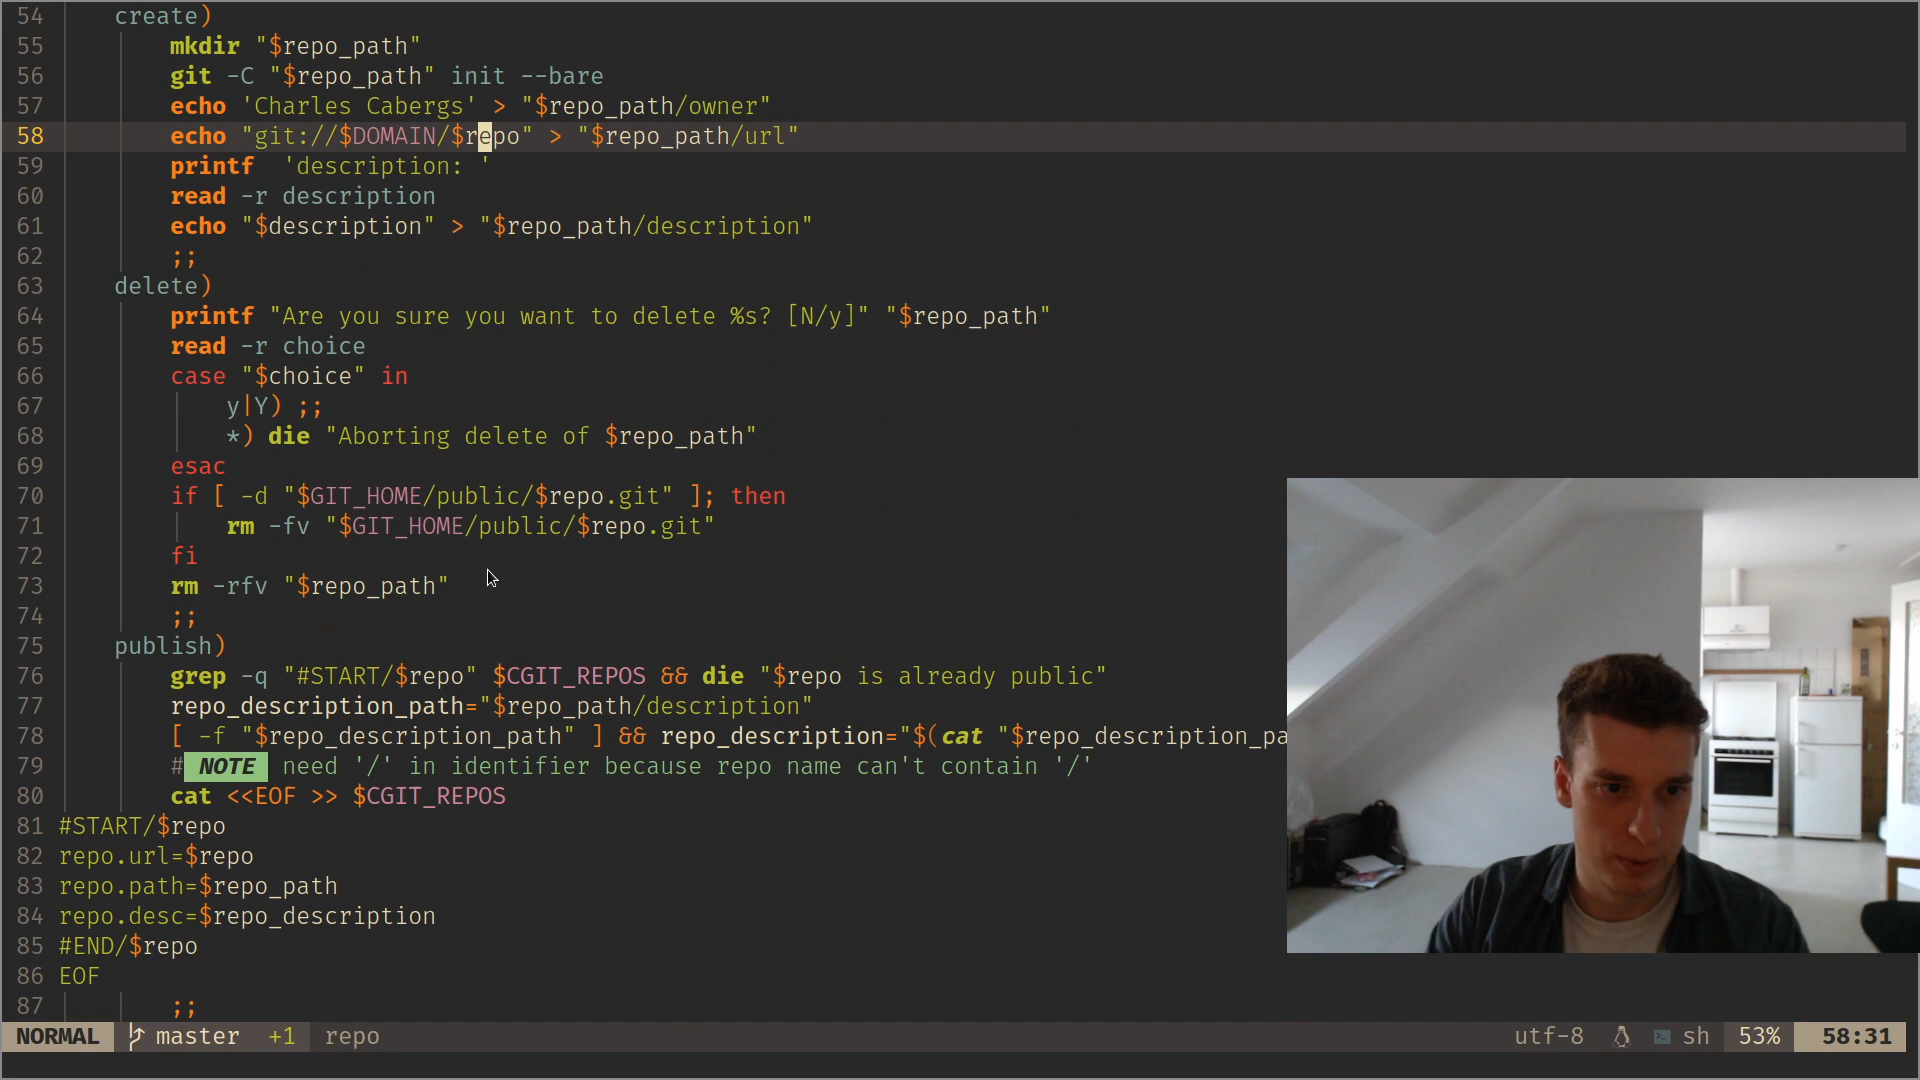 54 create)
55 mkdir "$repo_path"
56 git -C "$repo_path" init --bare
57 echo 'Charles Cabergs' > "$repo_path/owner"
58 echo "git://$DOMAIN/$repo" > "$repo_path/url"
59 printf  'description: '
60 read -r description
61 echo "$description" > "$repo_path/description"
62 ;;
63 delete)
64 printf "Are you sure you want to delete %s? [N/y]" "$repo_path"
65 read -r choice
66 case "$choice" in
67 y|Y) ;;
68 *) die "Aborting delete of $repo_path"
69 esac
70 if [ -d "$GIT_HOME/public/$repo.git" ]; then
71 rm -fv "$GIT_HOME/public/$repo.git"
72 fi
73 rm -rfv "$repo_path"
74 ;;
75 publish)
76 grep -q "#START/$repo" $CGIT_REPOS && die "$repo is already public"
77 repo_description_path="$repo_path/description"
78 [ -f "$repo_description_path" ] && repo_description="$(cat "$repo_description_pa
79 # NOTE need '/' in identifier because repo name can't contain '/'
80 cat <<EOF >> $CGIT_REPOS
81 #START/$repo
82 repo.url=$repo
83 repo.path=$repo_path
84 repo.desc=$repo_description
85 #END/$repo
86 EOF
87 ;;
NORMAL master +1 repo utf-8 sh 53% 58:31